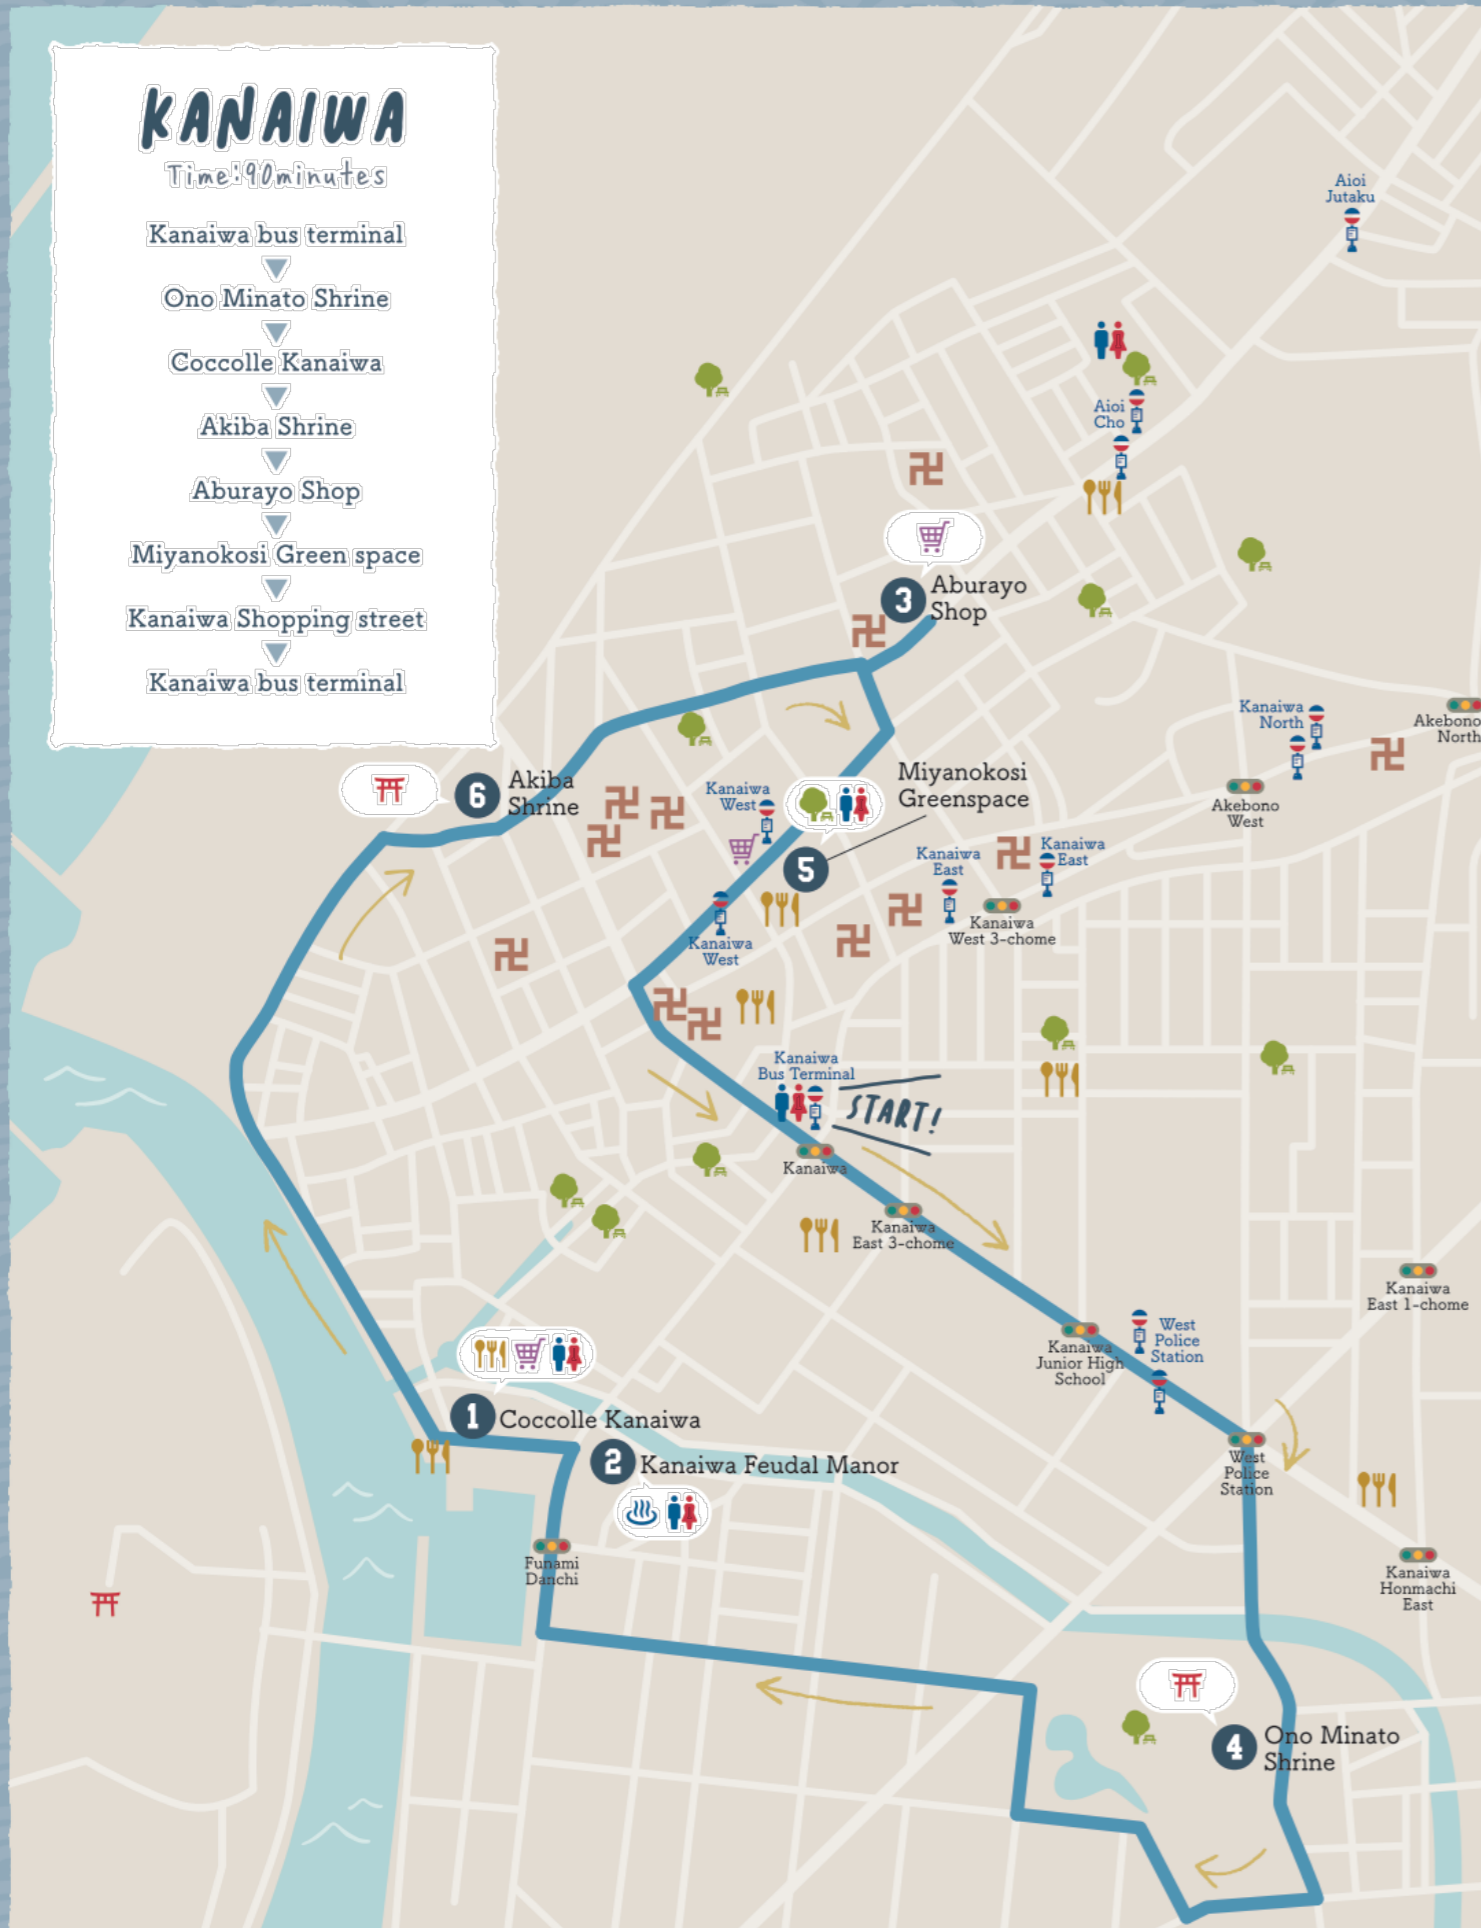 KANAIWA
Time:90minutes
Kanaiwa bus terminal
Ono Minato Shrine
Coccolle Kanaiwa
Akiba Shrine
Aburayo Shop
Miyanokosi Green space
Kanaiwa Shopping street
Kanaiwa bus terminal
Aioi
Jutaku
Aioi
Cho
3
Aburayo
Shop
Kanaiwa
North
Akebono
North
Akebono
West
6
Akiba
Shrine
Kanaiwa
West
Miyanokosi
Greenspace
5
Kanaiwa
East
Kanaiwa
East
Kanaiwa
West 3-chome
Kanaiwa
West
Kanaiwa
Bus Terminal
START!
Kanaiwa
Kanaiwa
East 3-chome
Kanaiwa
East 1-chome
Kanaiwa
Junior High
School
West
Police
Station
1
Coccolle Kanaiwa
2
Kanaiwa Feudal Manor
West
Police
Station
Funami
Danchi
Kanaiwa
Honmachi
East
4
Ono Minato
Shrine